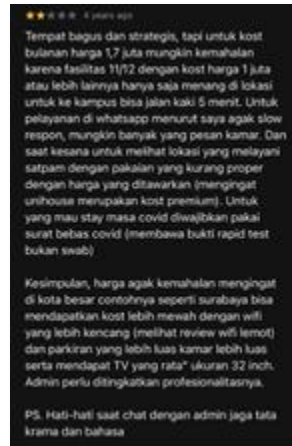 4 years ago
Tempat bagus dan strategis, tapi untuk kost
bulanan harga 1,7 juta mungkin kemahalan
karena fasilitas 11/12 dengan kost harga 1 juta
atau lebih lainnya hanya saja menang di lokasi
untuk ke kampus bisa jalan kaki 5 menit. Untuk
pelayanan di whatsapp menurut saya agak slow
respon, mungkin banyak yang pesan kamar. Dan
saat kesana untuk melihat lokasi yang melayani
satpam dengan pakaian yang kurang proper
dengan harga yang ditawarkan (mengingat
unihouse merupakan kost premium). Untuk
yang mau stay masa covid diwajibkan pakai
surat bebas covid (membawa bukti rapid test
bukan swab)
Kesimpulan, harga agak kemahalan mengingat
di kota besar contohnya seperti surabaya bisa
mendapatkan kost lebih mewah dengan wifi
yang lebih kencang (melihat review wifi lemot)
dan parkiran yang lebih luas kamar lebih luas
serta mendapat TV yang rata" ukuran 32 inch.
Admin perlu ditingkatkan profesionalitasnya.
PS. Hati-hati saat chat dengan admin jaga tata
krama dan bahasa